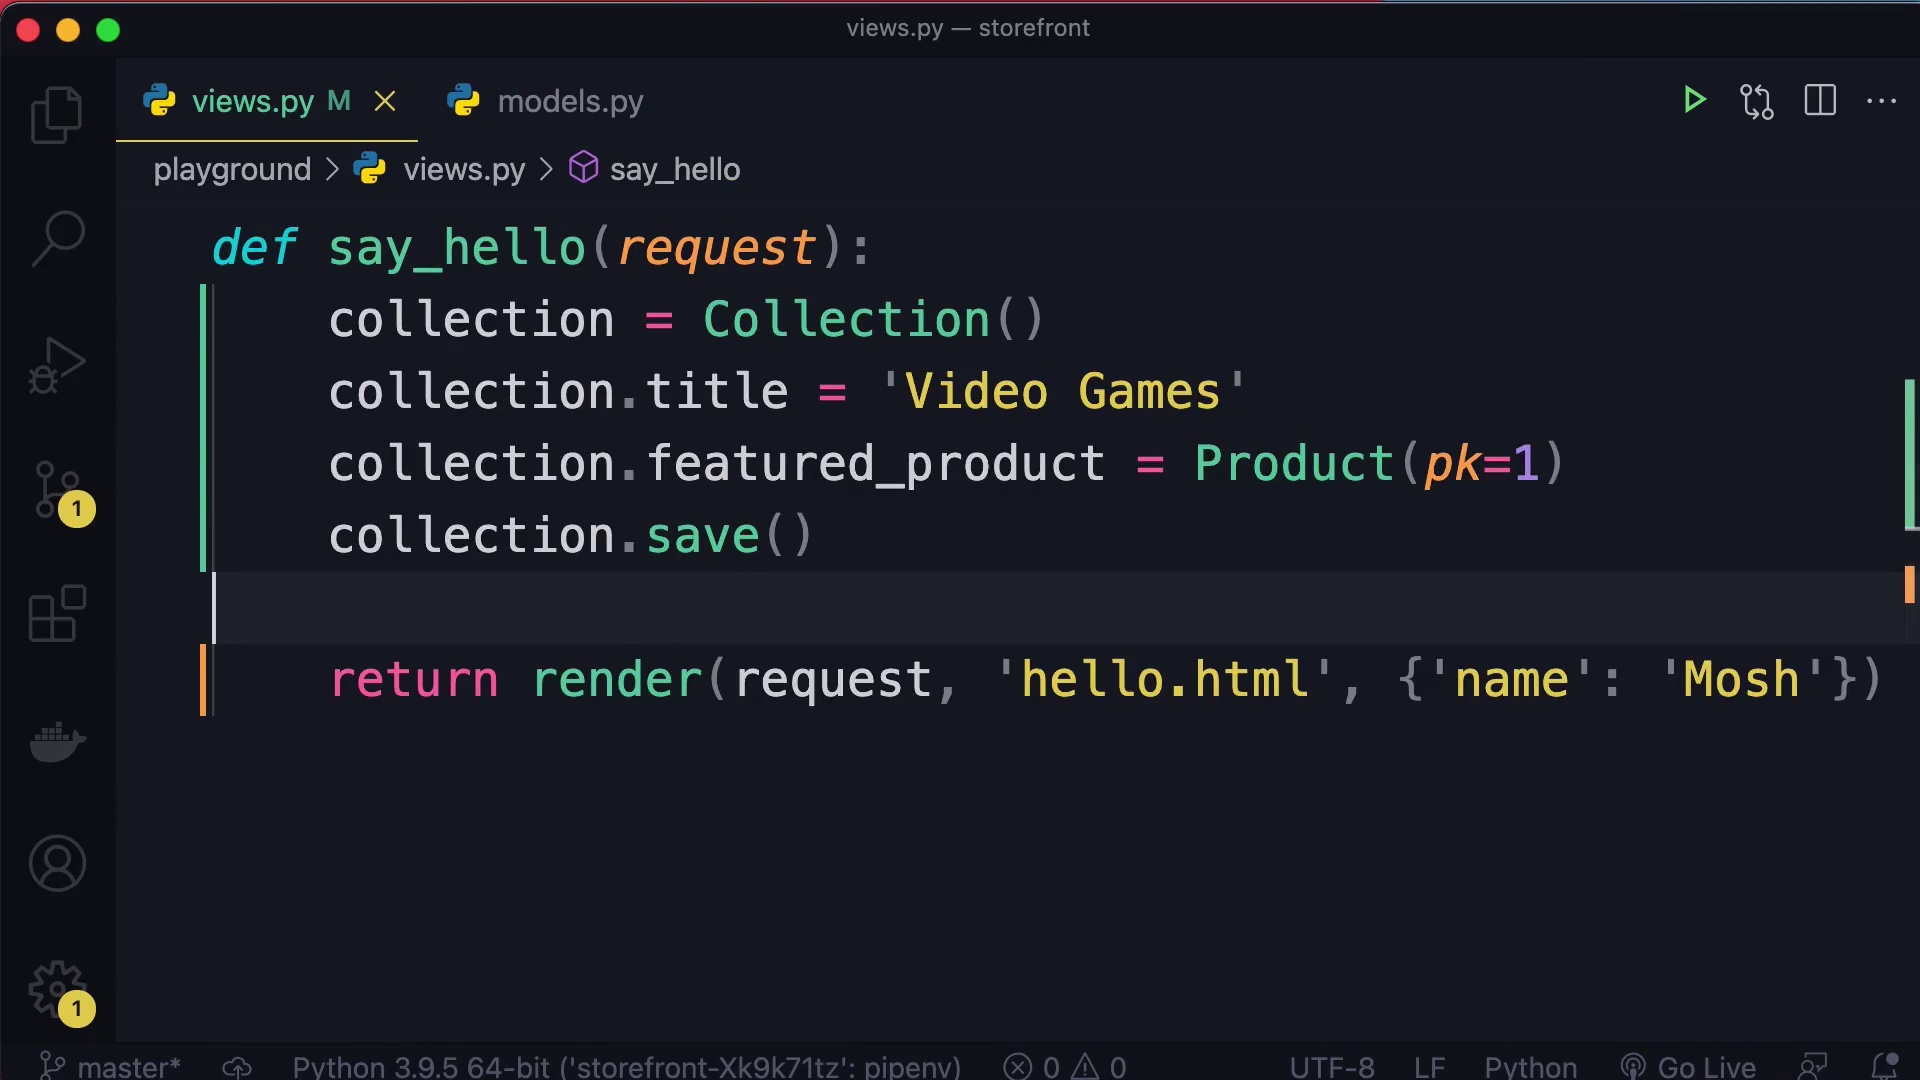 views.py — storefront
views.py M models.py
playground > views.py > say_hello
def say_hello(request):
collection = Collection()
collection.title = 'Video Games'
collection.featured_product = Product(pk=1)
collection.save()
return render(request, 'hello.html', {'name': 'Mosh'})
1
1
master* Python 3.9.5 64-bit ('storefront-Xk9k71tz': pipenv) 0 0 UTF-8 LF Python Go Live